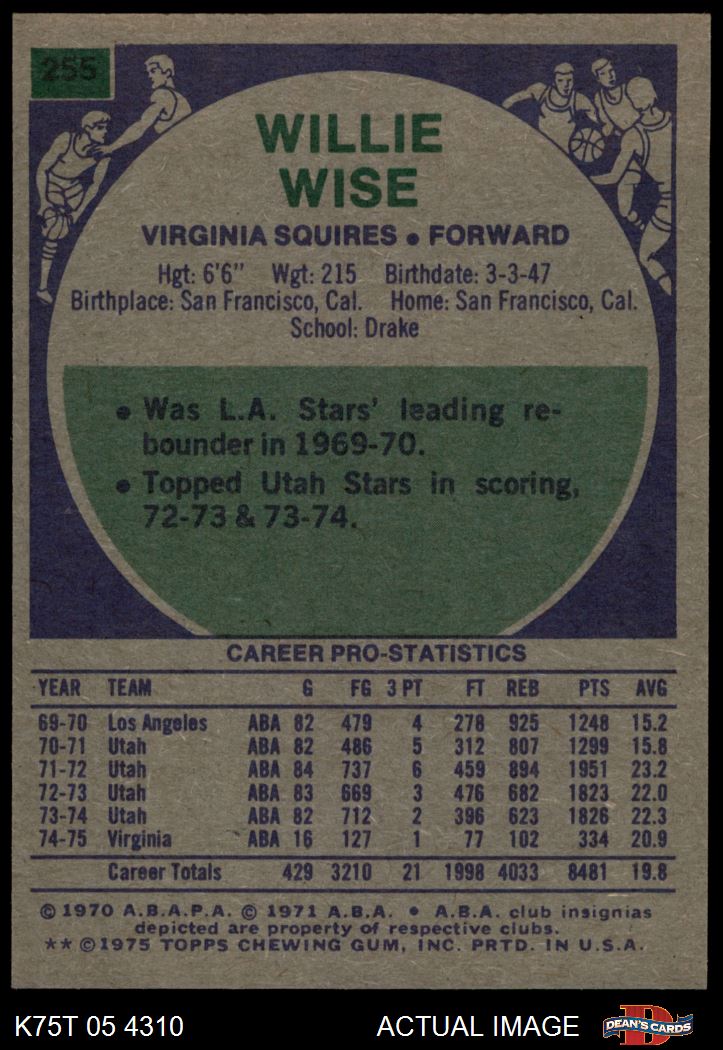 255
WILLIE
WISE
VIRGINIA SQUIRES • FORWARD
Hgt: 6'6" Wgt: 215 Birthdate: 3-3-47
Birthplace: San Francisco, Cal. Home: San Francisco, Cal.
School: Drake
• Was L.A. Stars' leading re-
bounder in 1969-70.
• Topped Utah Stars in scoring,
72-73 & 73-74.
CAREER PRO-STATISTICS
YEAR TEAM G FG 3 PT FT REB PTS AVG
69-70 Los Angeles ABA 82 479 4 278 925 1248 15.2
70-71 Utah ABA 82 486 5 312 807 1299 15.8
71-72 Utah ABA 84 737 6 459 894 1951 23.2
72-73 Utah ABA 83 669 3 476 682 1823 22.0
73-74 Utah ABA 82 712 2 396 623 1826 22.3
74-75 Virginia ABA 16 127 1 77 102 334 20.9
Career Totals 429 3210 21 1998 4033 8481 19.8
© 1970 A.B.A.P.A. © 1971 A.B.A. • A.B.A. club insignias
depicted are property of respective clubs.
** © 1975 TOPPS CHEWING GUM, INC. PRTD. IN U.S.A.
K75T 05 4310 ACTUAL IMAGE D DEAN'S CARDS